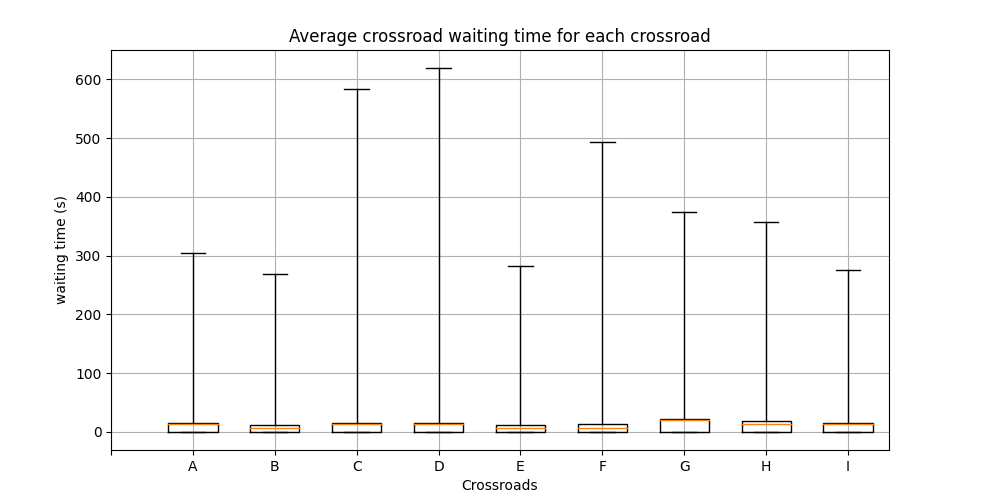 Average crossroad waiting time for each crossroad
waiting time (s)
600
500
400
300
200
100
0
A B C D E F G H I
Crossroads